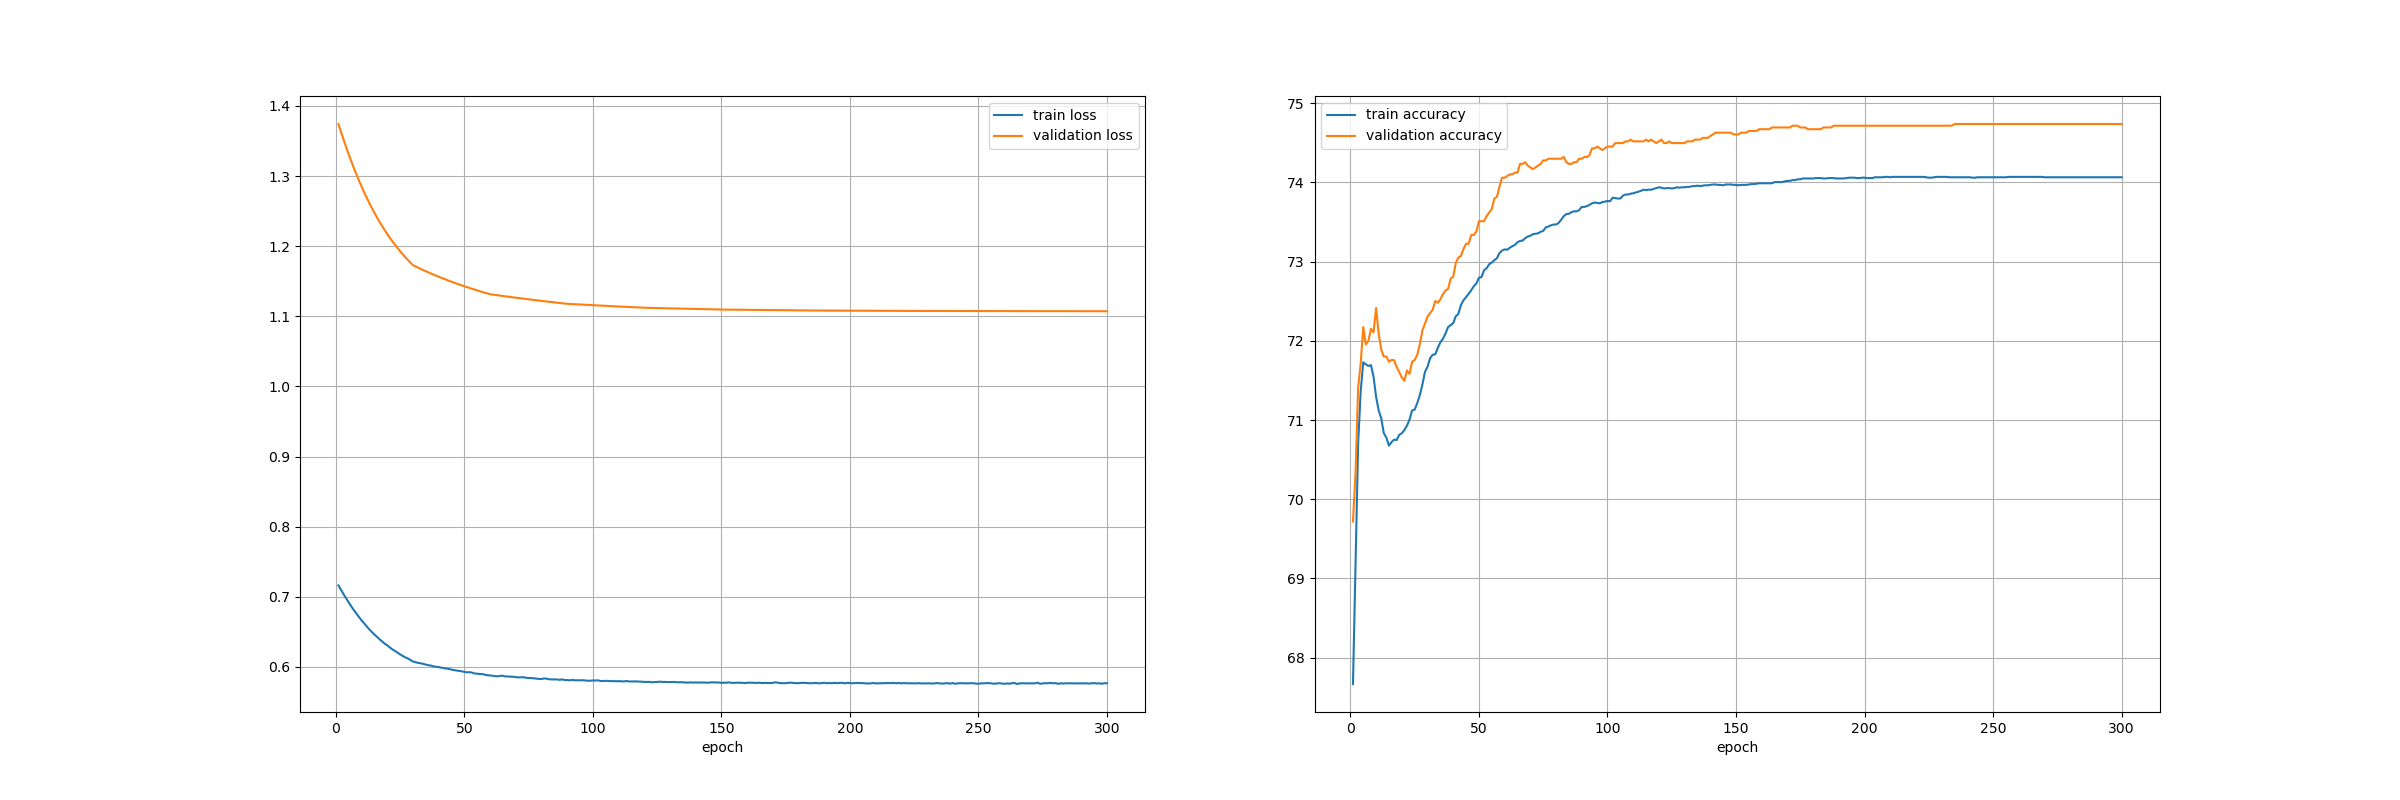 1.4
1.3
1.2
1.1
1.0
0.9
0.8
0.7
0.6
0 50 100 150 200 250 300
epoch
train loss
validation loss
75
74
73
72
71
70
69
68
0 50 100 150 200 250 300
epoch
train accuracy
validation accuracy